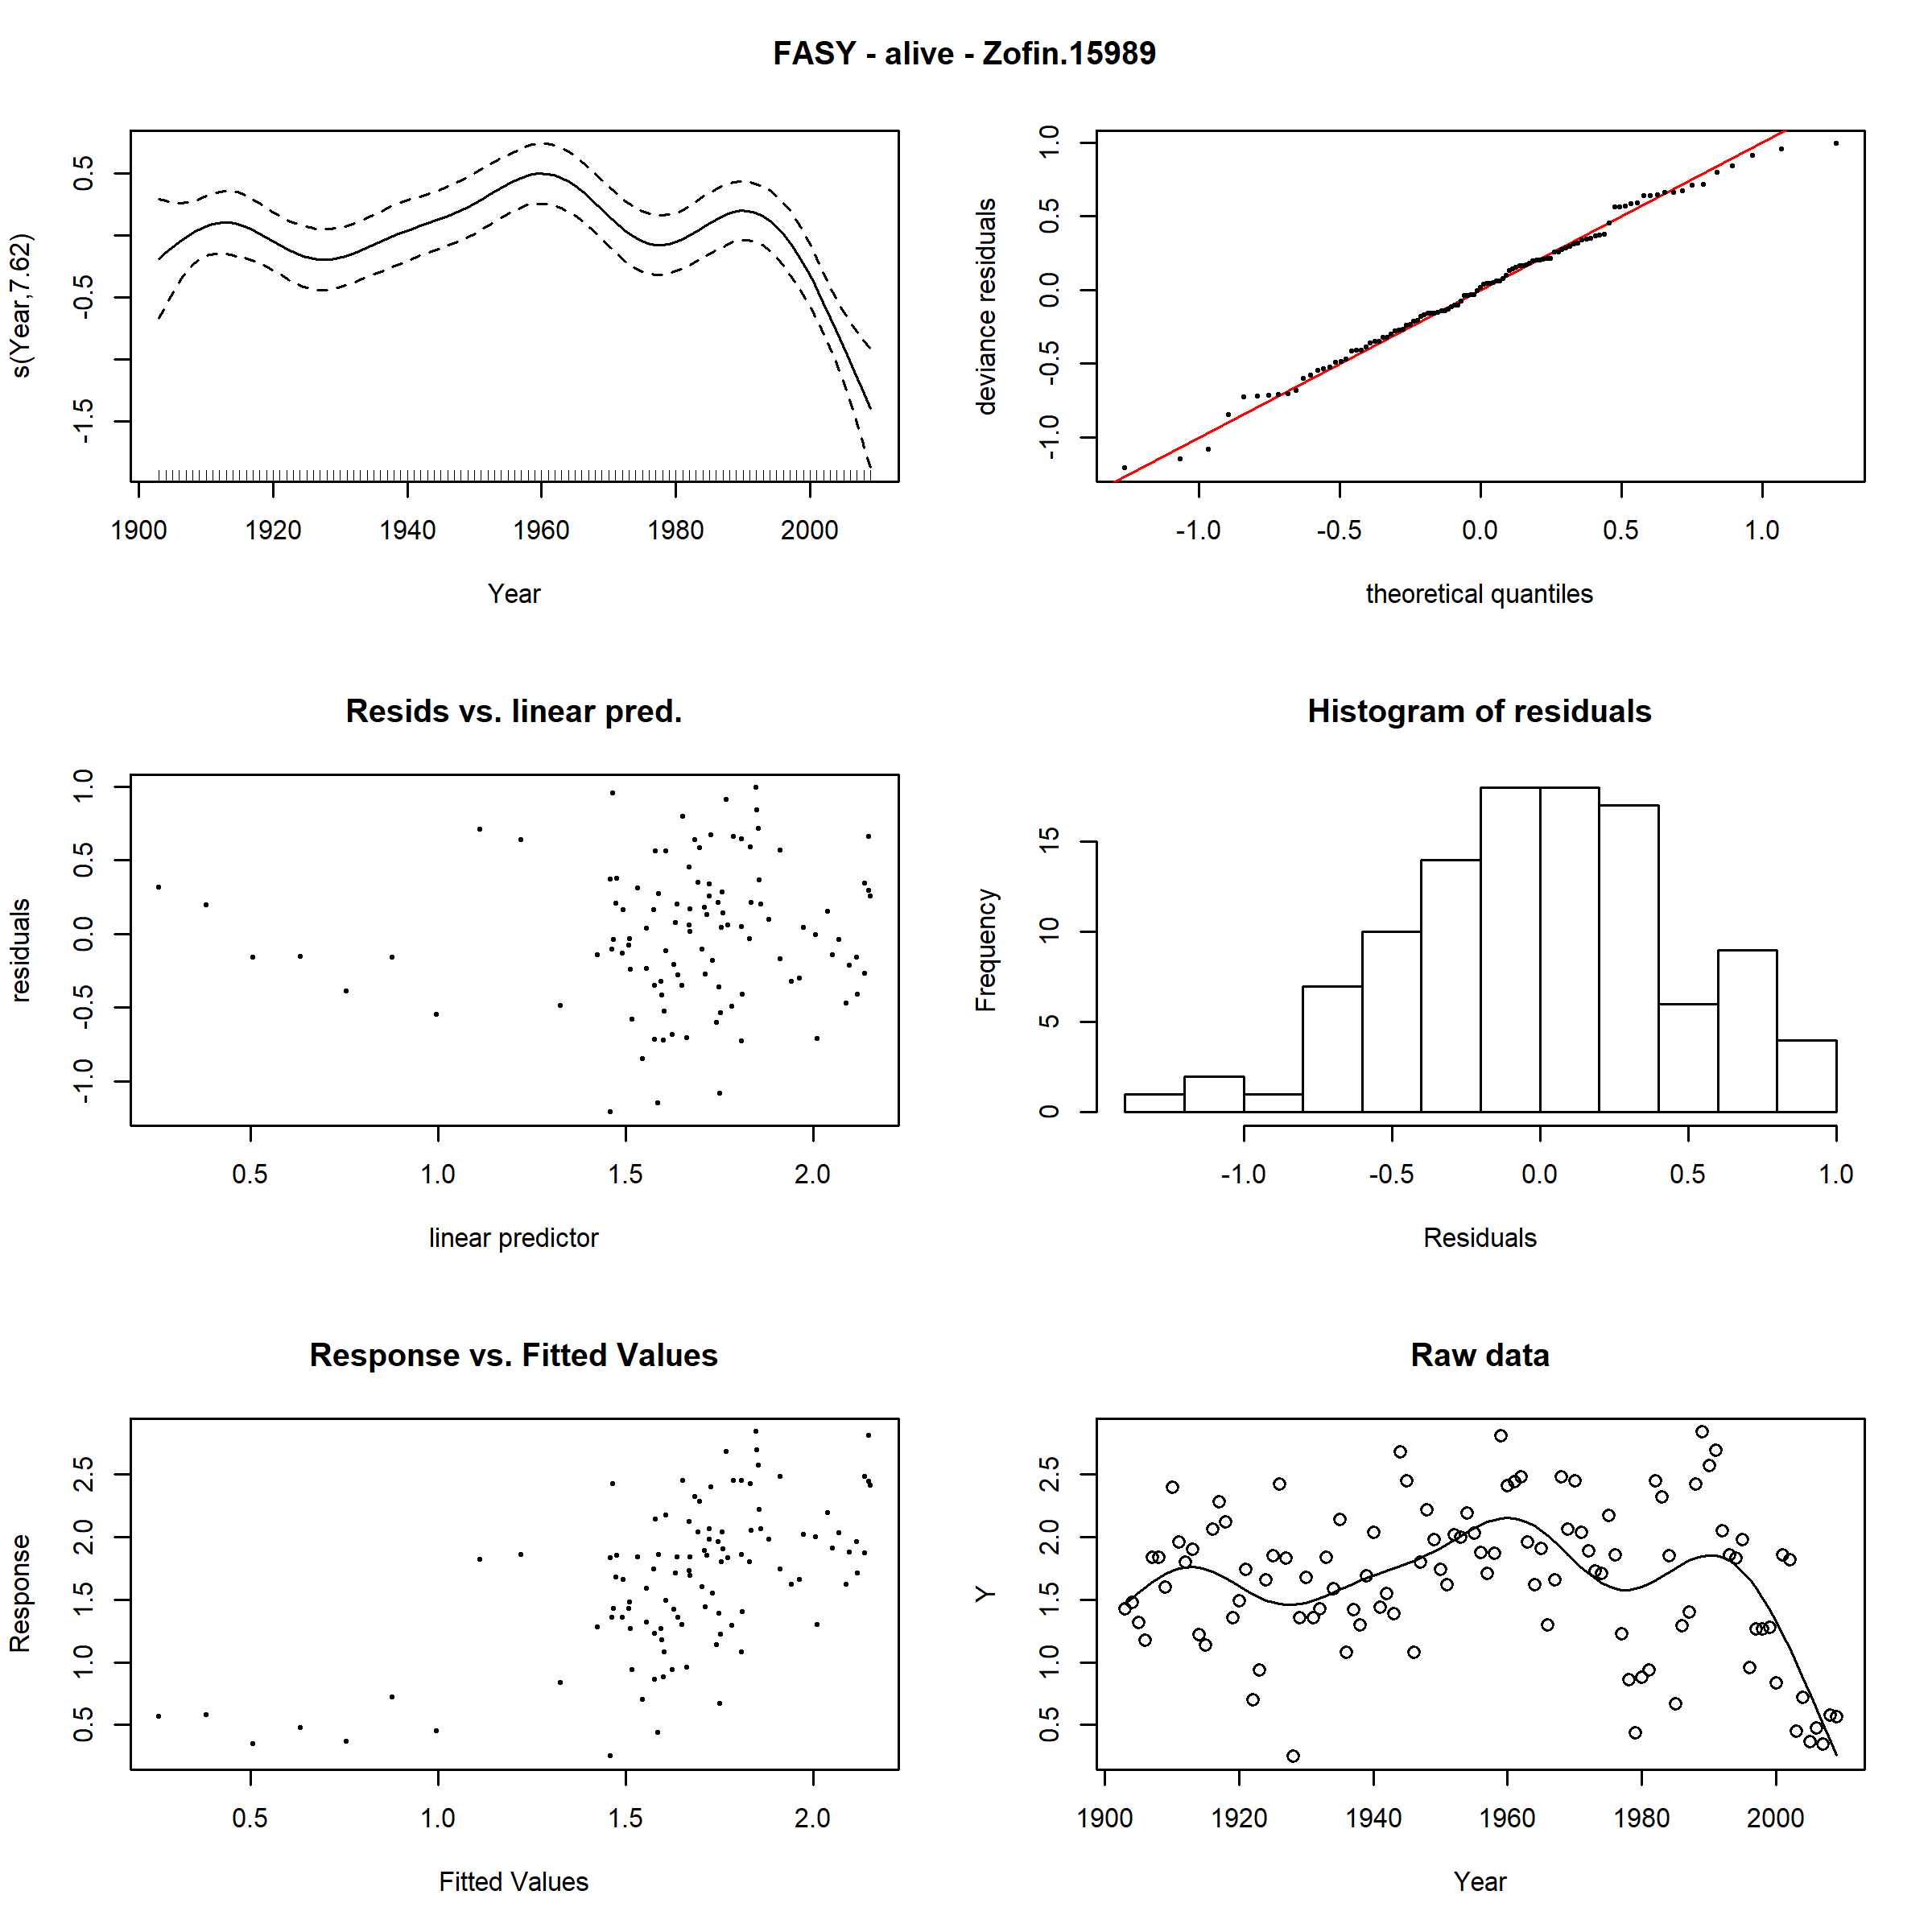 FASY - alive - Zofin.15989
s(Year,7.62)
0.5
-0.5
-1.5
1900 1920 1940 1960 1980 2000
Year
deviance residuals
1.0
0.5
0.0
-0.5
-1.0
-1.0 -0.5 0.0 0.5 1.0
theoretical quantiles
Resids vs. linear pred.
residuals
1.0
0.5
0.0
-0.5
-1.0
0.5 1.0 1.5 2.0
linear predictor
Histogram of residuals
Frequency
15
10
5
0
-1.0 -0.5 0.0 0.5 1.0
Residuals
Response vs. Fitted Values
Response
2.5
2.0
1.5
1.0
0.5
0.5 1.0 1.5 2.0
Fitted Values
Raw data
Y
2.5
2.0
1.5
1.0
0.5
1900 1920 1940 1960 1980 2000
Year